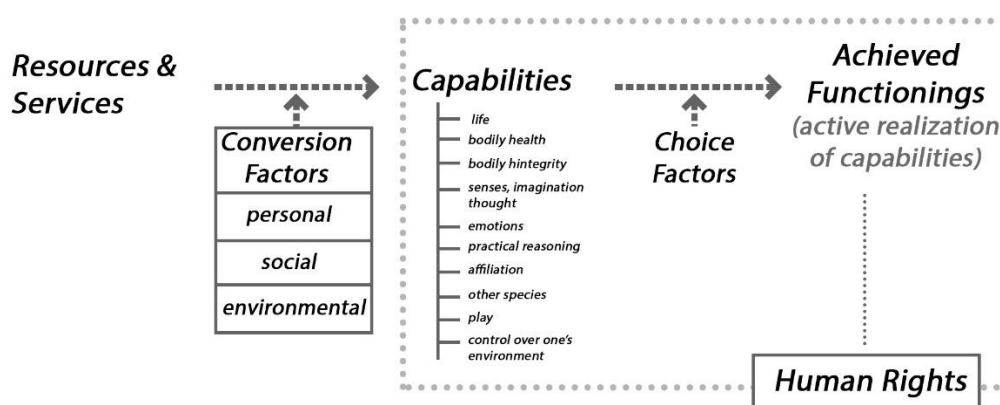 Resources &
Services
Conversion
Factors
personal
social
environmental
Capabilities
life
bodily health
bodily hintegrity
senses, imagination
thought
emotions
practical reasoning
affiliation
other species
play
control over one's
environment
Choice
Factors
Achieved
Functionings
(active realization
of capabilities)
Human Rights